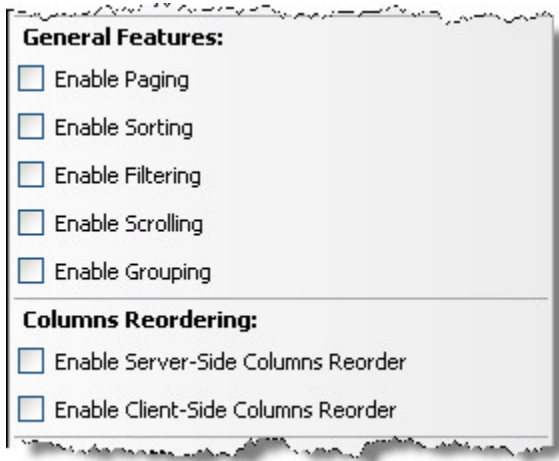 General Features:
Enable Paging
Enable Sorting
Enable Filtering
Enable Scrolling
Enable Grouping
Columns Reordering:
Enable Server-Side Columns Reorder
Enable Client-Side Columns Reorder